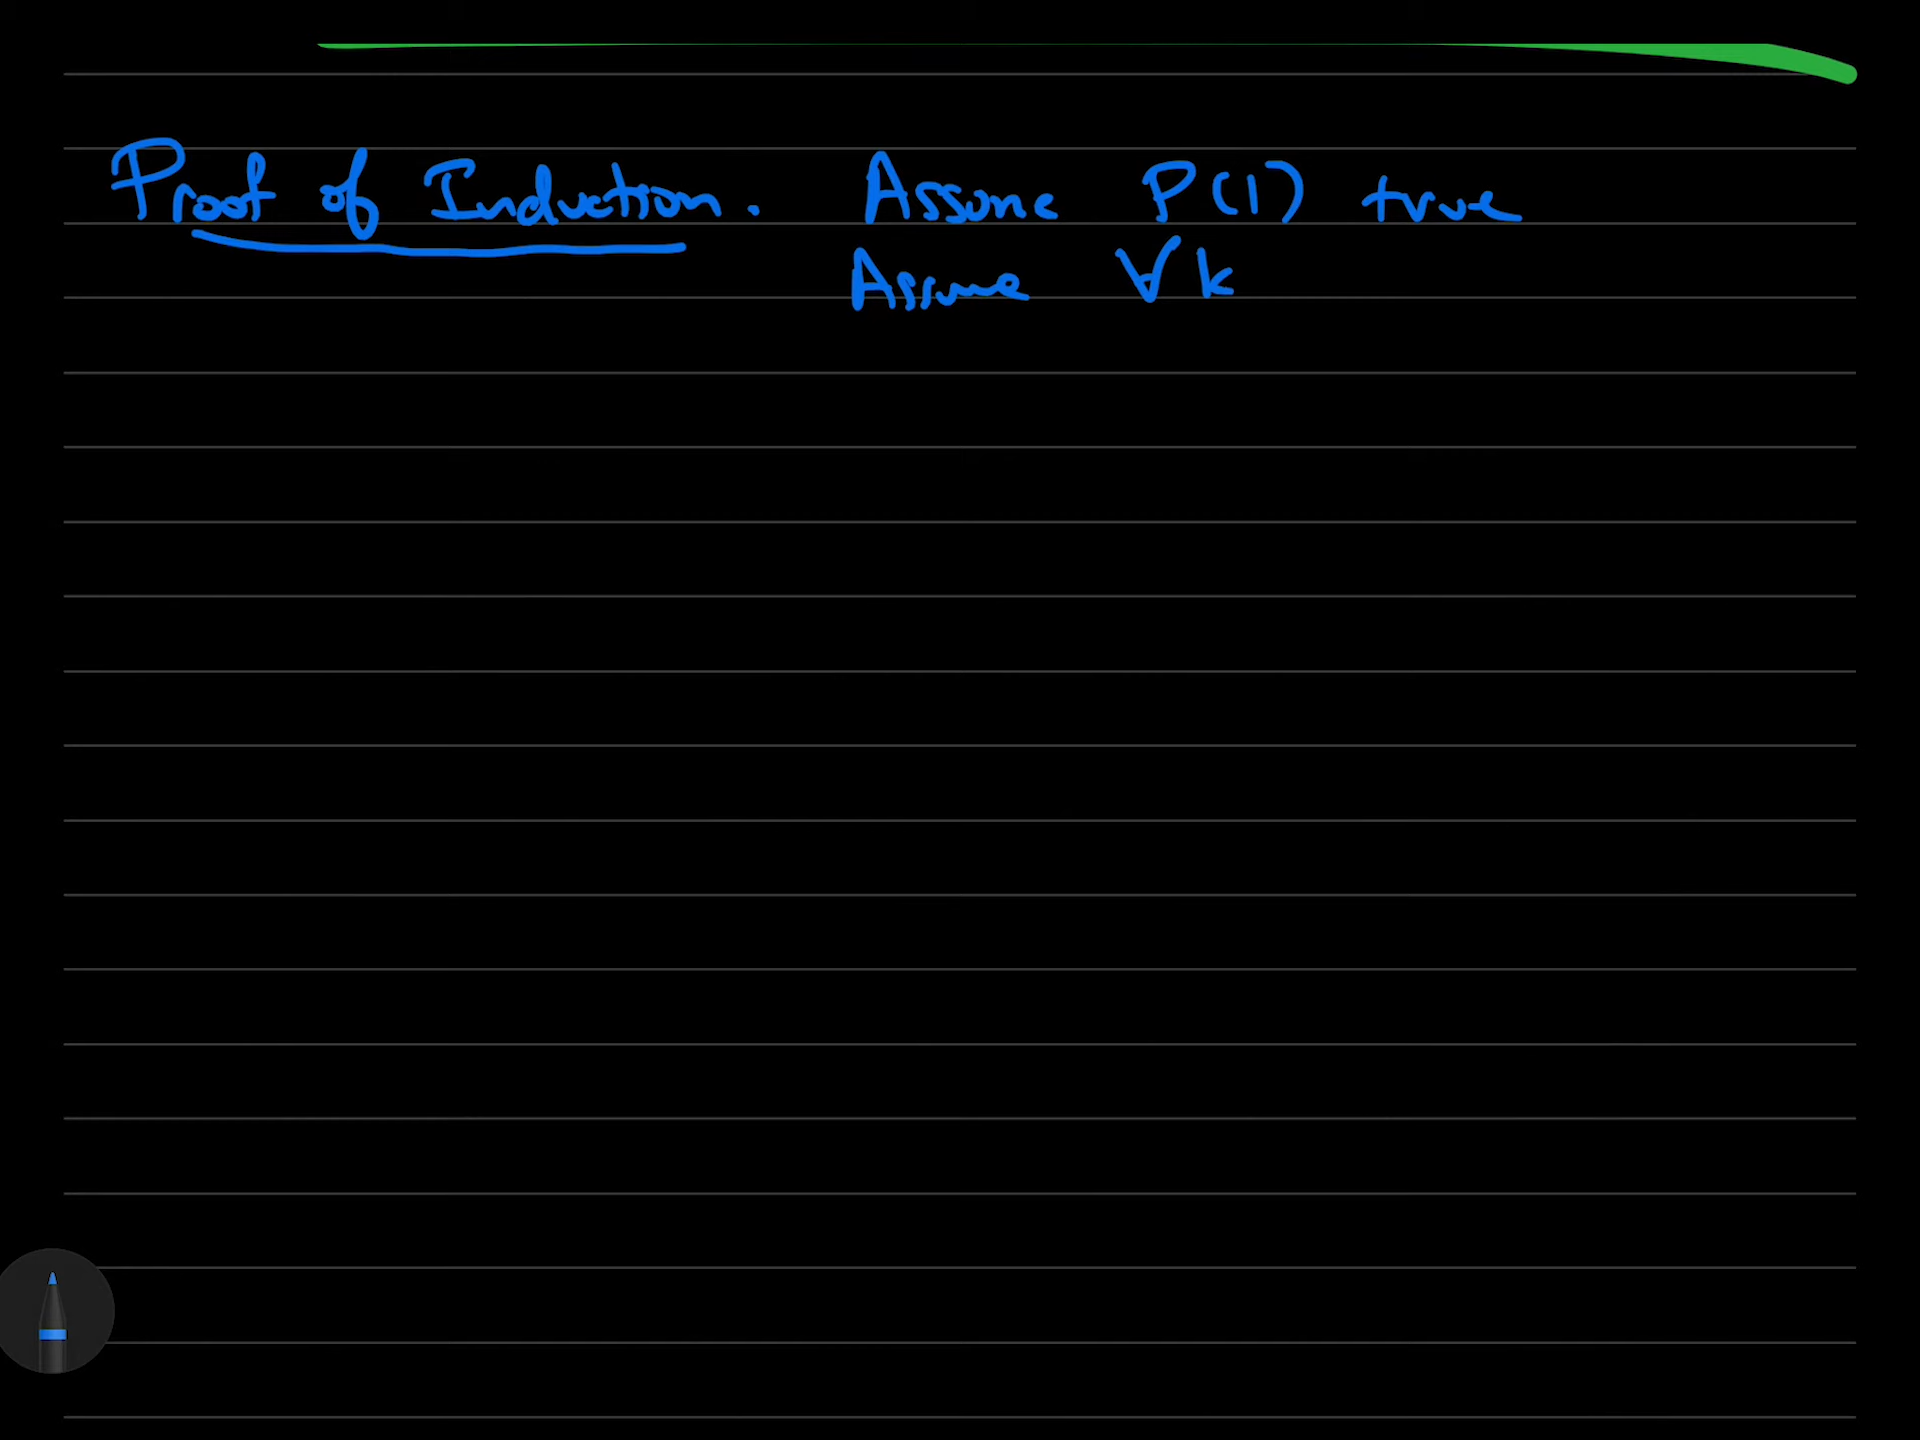 Proof of Induction. Assume P(1) true
Assume ∀k